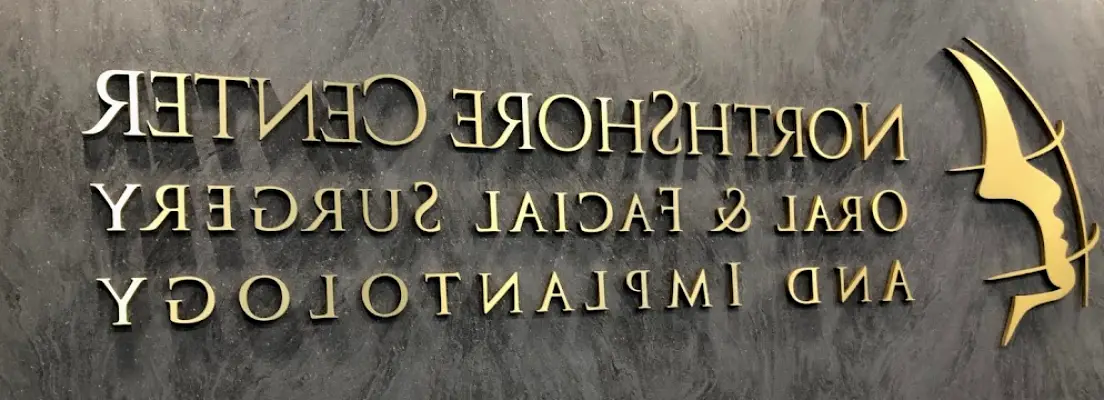 NORTHSHORE CENTER
ORAL & FACIAL SURGERY
AND IMPLANTOLOGY